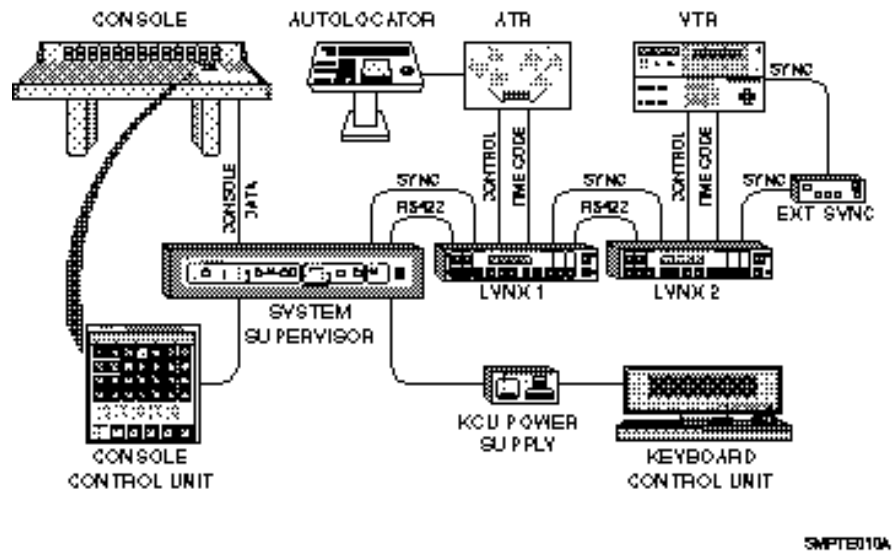 CONSOLE
AUTOLOCATOR
ATR
VTR
SYNC
CONTROL
TIME CODE
CONTROL
TIME CODE
CONSOLE
DATA
SYNC
SYNC
SYNC
RS422
RS422
EXT SYNC
LYNX 1
LYNX 2
SYSTEM
SUPERVISOR
KCU POWER
SUPPLY
CONSOLE
CONTROL UNIT
KEYBOARD
CONTROL UNIT
SMPTE010A